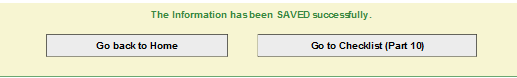 The Information has been SAVED successfully.
Go back to Home Go to Checklist (Part 10)